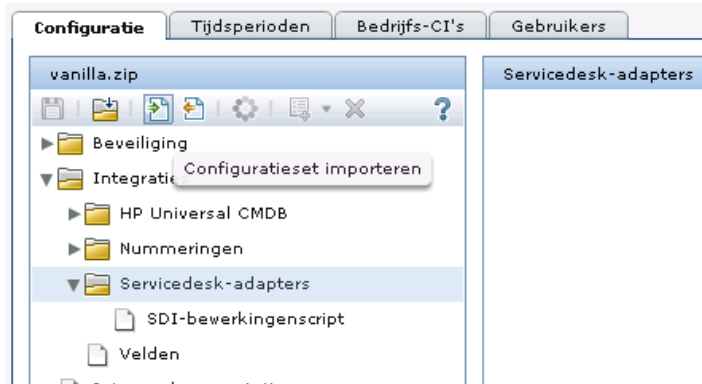 Configuratie Tijdsperioden Bedrijfs-CI's Gebruikers
vanilla.zip Servicedesk-adapters
?
Beveiliging
Configuratieset importeren
Integraties
HP Universal CMDB
Nummeringen
Servicedesk-adapters
SDI-bewerkingenscript
Velden